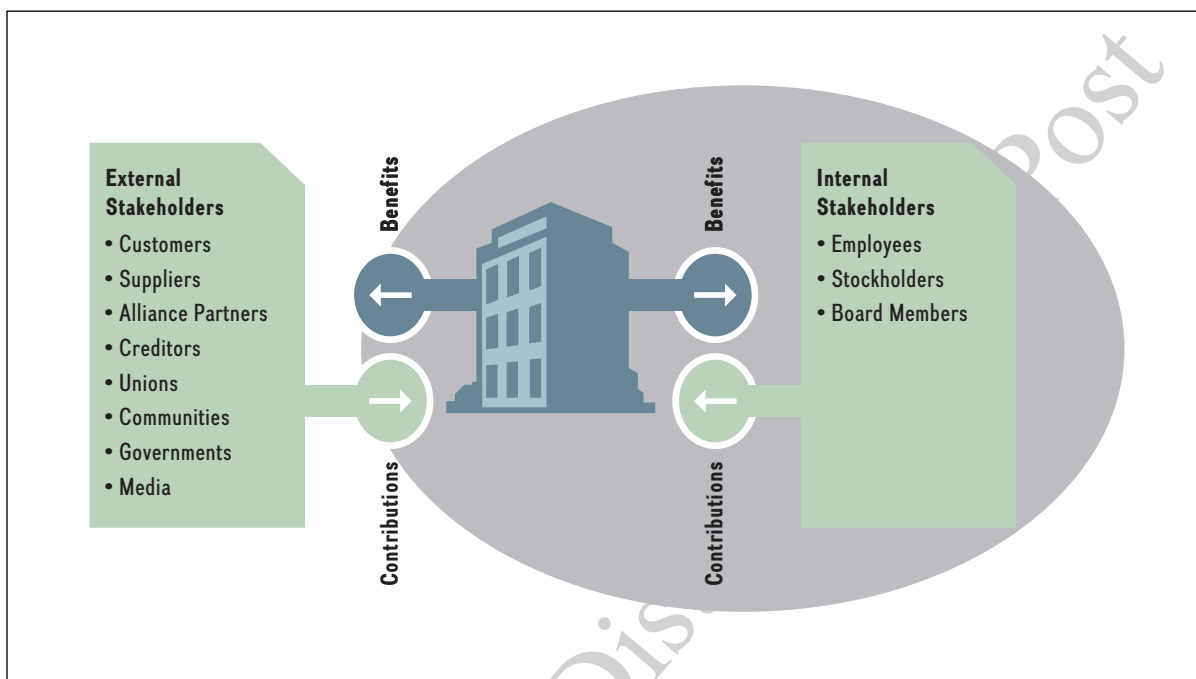 External
Stakeholders
• Customers
• Suppliers
• Alliance Partners
• Creditors
• Unions
• Communities
• Governments
• Media
Benefits
Contributions
Benefits
Contributions
Internal
Stakeholders
• Employees
• Stockholders
• Board Members
Post